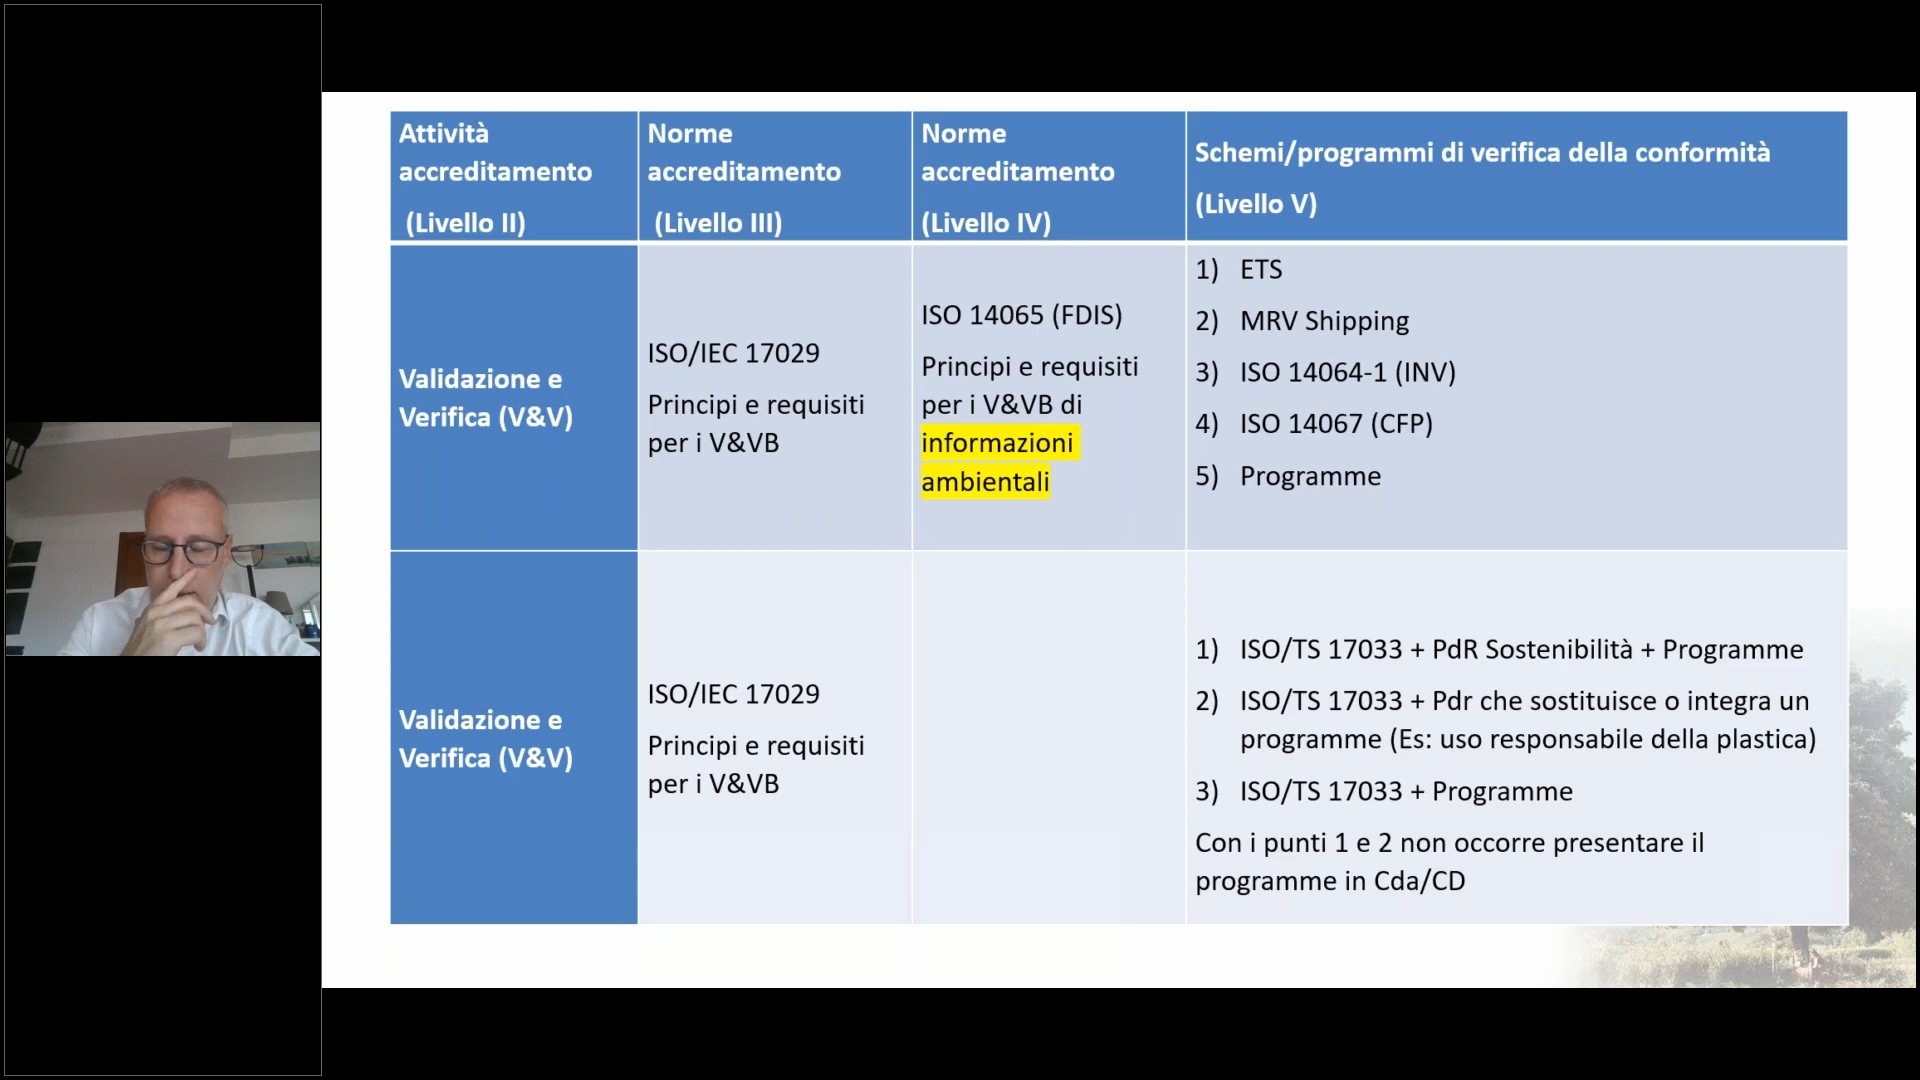 Attività
accreditamento
(Livello II)
Norme
accreditamento
(Livello III)
Norme
accreditamento
(Livello IV)
Schemi/programmi di verifica della conformità
(Livello V)
Validazione e
Verifica (V&V)
ISO/IEC 17029
Principi e requisiti
per i V&VB
ISO 14065 (FDIS)
Principi e requisiti
per i V&VB di
informazioni
ambientali
1) ETS
2) MRV Shipping
3) ISO 14064-1 (INV)
4) ISO 14067 (CFP)
5) Programme
Validazione e
Verifica (V&V)
ISO/IEC 17029
Principi e requisiti
per i V&VB
1) ISO/TS 17033 + PdR Sostenibilità + Programme
2) ISO/TS 17033 + Pdr che sostituisce o integra un
programme (Es: uso responsabile della plastica)
3) ISO/TS 17033 + Programme
Con i punti 1 e 2 non occorre presentare il
programme in Cda/CD